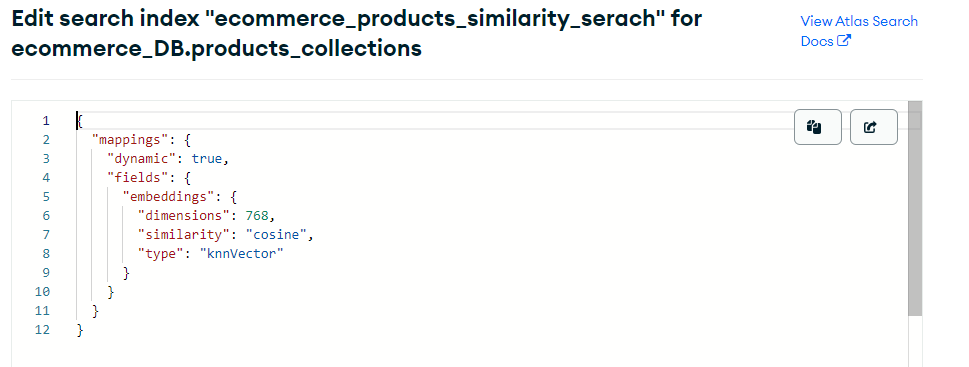 Edit search index "ecommerce_products_similarity_serach" for
ecommerce_DB.products_collections
View Atlas Search
Docs
1 {
2 "mappings": {
3 "dynamic": true,
4 "fields": {
5 "embeddings": {
6 "dimensions": 768,
7 "similarity": "cosine",
8 "type": "knnVector"
9 }
10 }
11 }
12 }